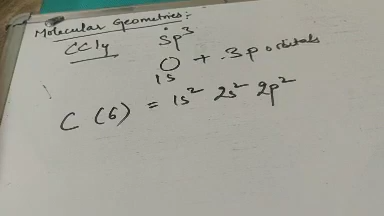 Molecular Geometries:-
CCl4 sp³
O + 3p orbitals
1s
C (6) = 1s² 2s² 2p²